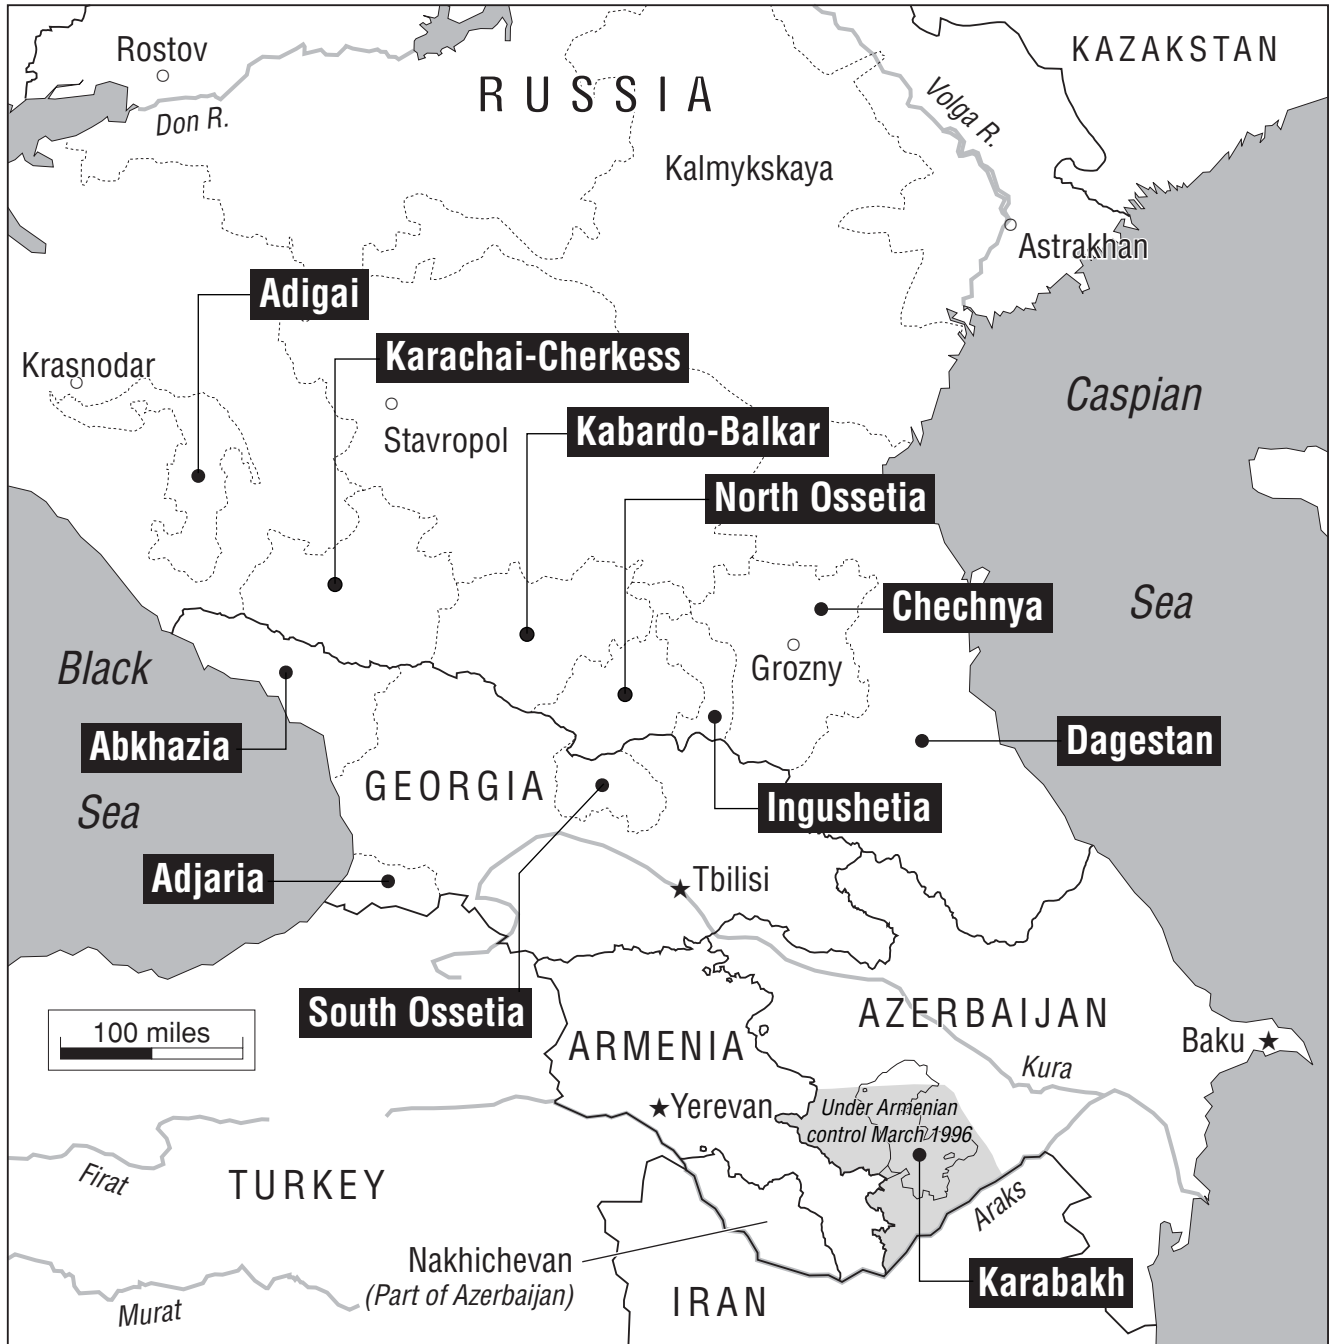 Rostov
KAZAKSTAN
RUSSIA
Volga R.
Don R.
Kalmykskaya
Astrakhan
Adigai
Krasnodar
Karachai-Cherkess
Caspian
Stavropol
Kabardo-Balkar
North Ossetia
Chechnya
Sea
Grozny
Black
Abkhazia
Dagestan
GEORGIA
Sea
Ingushetia
Adjaria
Tbilisi
South Ossetia
100 miles
AZERBAIJAN
ARMENIA
Baku
Kura
Yerevan
Under Armenian
control March 1996
Firat
TURKEY
Araks
Nakhichevan
(Part of Azerbaijan)
Karabakh
IRAN
Murat